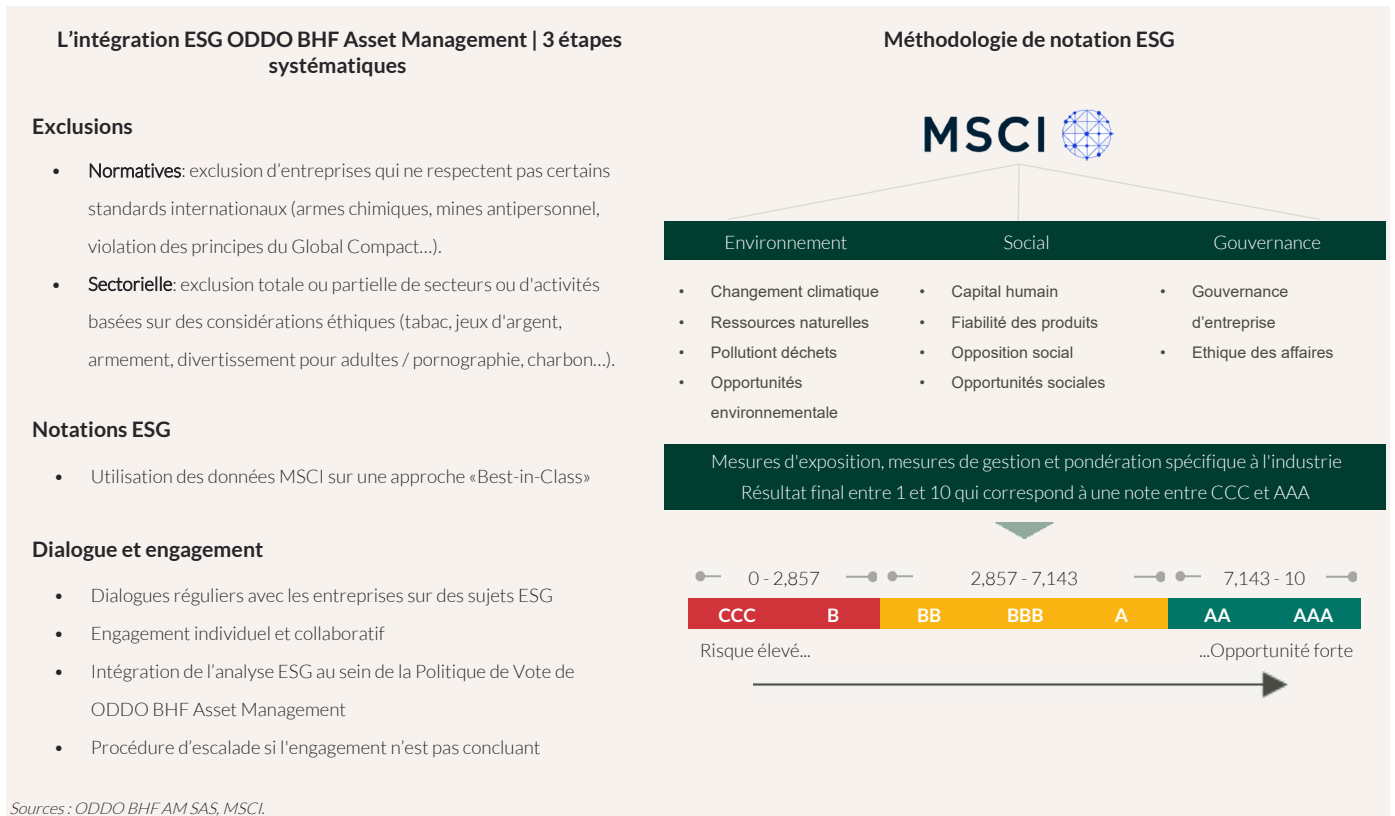 L’intégration ESG ODDO BHF Asset Management | 3 étapes
systématiques
Exclusions
• Normatives: exclusion d’entreprises qui ne respectent pas certains
standards internationaux (armes chimiques, mines antipersonnel,
violation des principes du Global Compact…).
• Sectorielle: exclusion totale ou partielle de secteurs ou d'activités
basées sur des considérations éthiques (tabac, jeux d'argent,
armement, divertissement pour adultes / pornographie, charbon…).
Notations ESG
• Utilisation des données MSCI sur une approche «Best-in-Class»
Dialogue et engagement
• Dialogues réguliers avec les entreprises sur des sujets ESG
• Engagement individuel et collaboratif
• Intégration de l’analyse ESG au sein de la Politique de Vote de
ODDO BHF Asset Management
• Procédure d’escalade si l'engagement n’est pas concluant
Méthodologie de notation ESG
MSCI
Environnement Social Gouvernance
• Changement climatique
• Ressources naturelles
• Pollutiont déchets
• Opportunités
environnementale
• Capital humain
• Fiabilité des produits
• Opposition social
• Opportunités sociales
• Gouvernance
d’entreprise
• Ethique des affaires
Mesures d'exposition, mesures de gestion et pondération spécifique à l'industrie
Résultat final entre 1 et 10 qui correspond à une note entre CCC et AAA
0 - 2,857 2,857 - 7,143 7,143 - 10
CCC B BB BBB A AA AAA
Risque élevé... ...Opportunité forte
Sources : ODDO BHF AM SAS, MSCI.